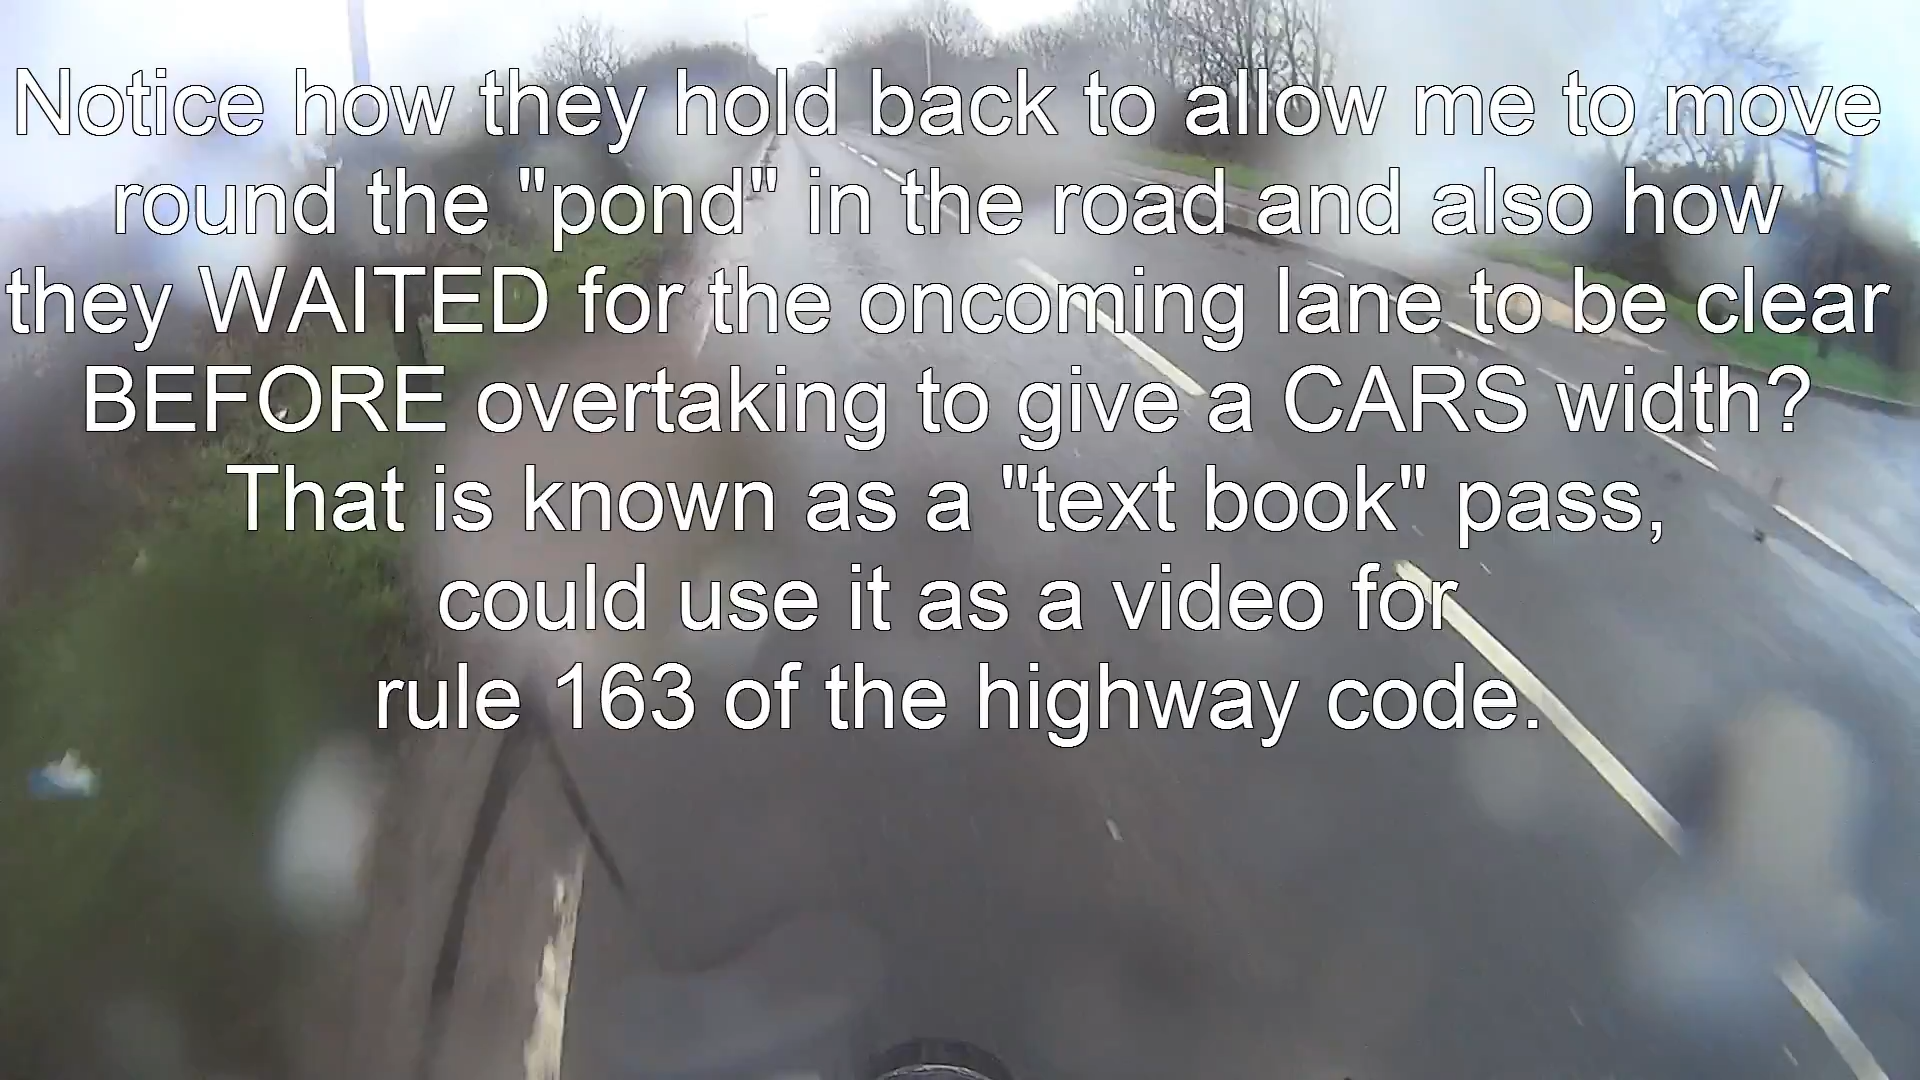 Notice how they hold back to allow me to move
round the "pond" in the road and also how
they WAITED for the oncoming lane to be clear
BEFORE overtaking to give a CARS width?
That is known as a "text book" pass,
could use it as a video for
rule 163 of the highway code.